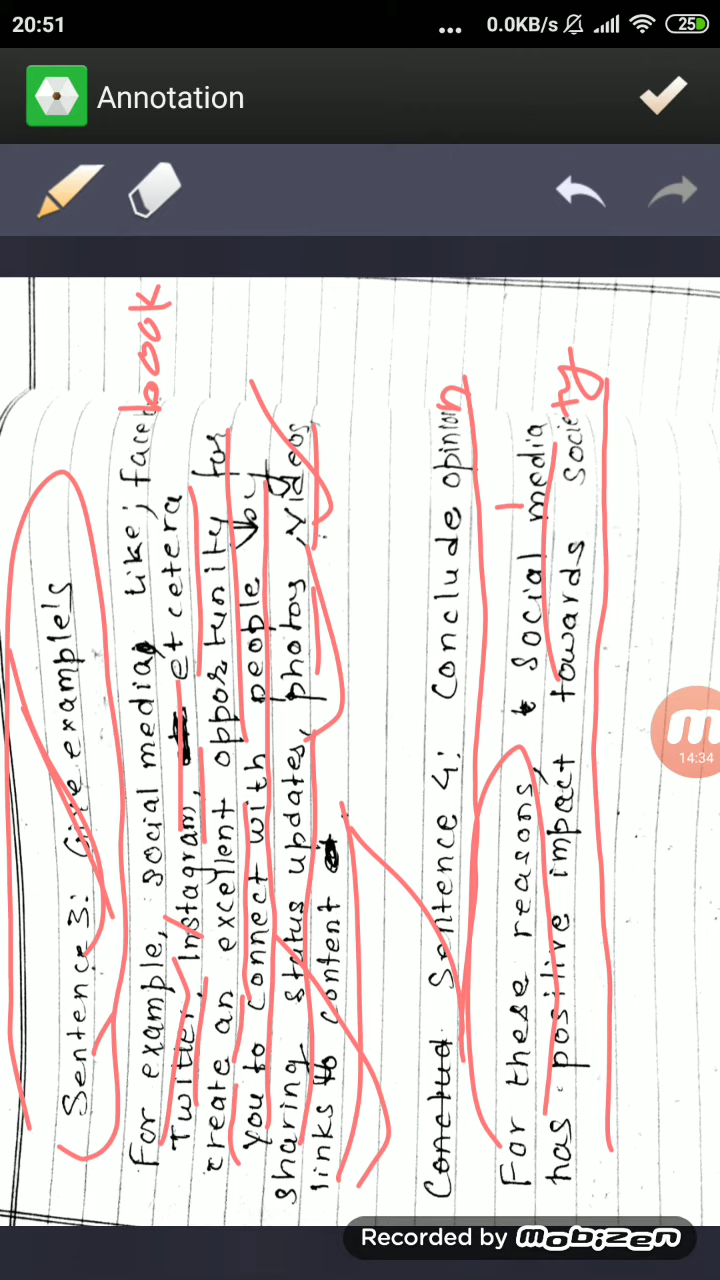 20:51
... 0.0KB/s 25
Annotation
Sentence 3: Give example's
For example, social media, like; facebook
Twitter, Instagram, et cetera
create an excellent opportunity for
you to connect with people by
sharing status updates, photos, videos
links to content
Conclud Sentence 4: Conclude opinion
For these reasons, social media
has positive impact towards society
14:34
Recorded by mobizen